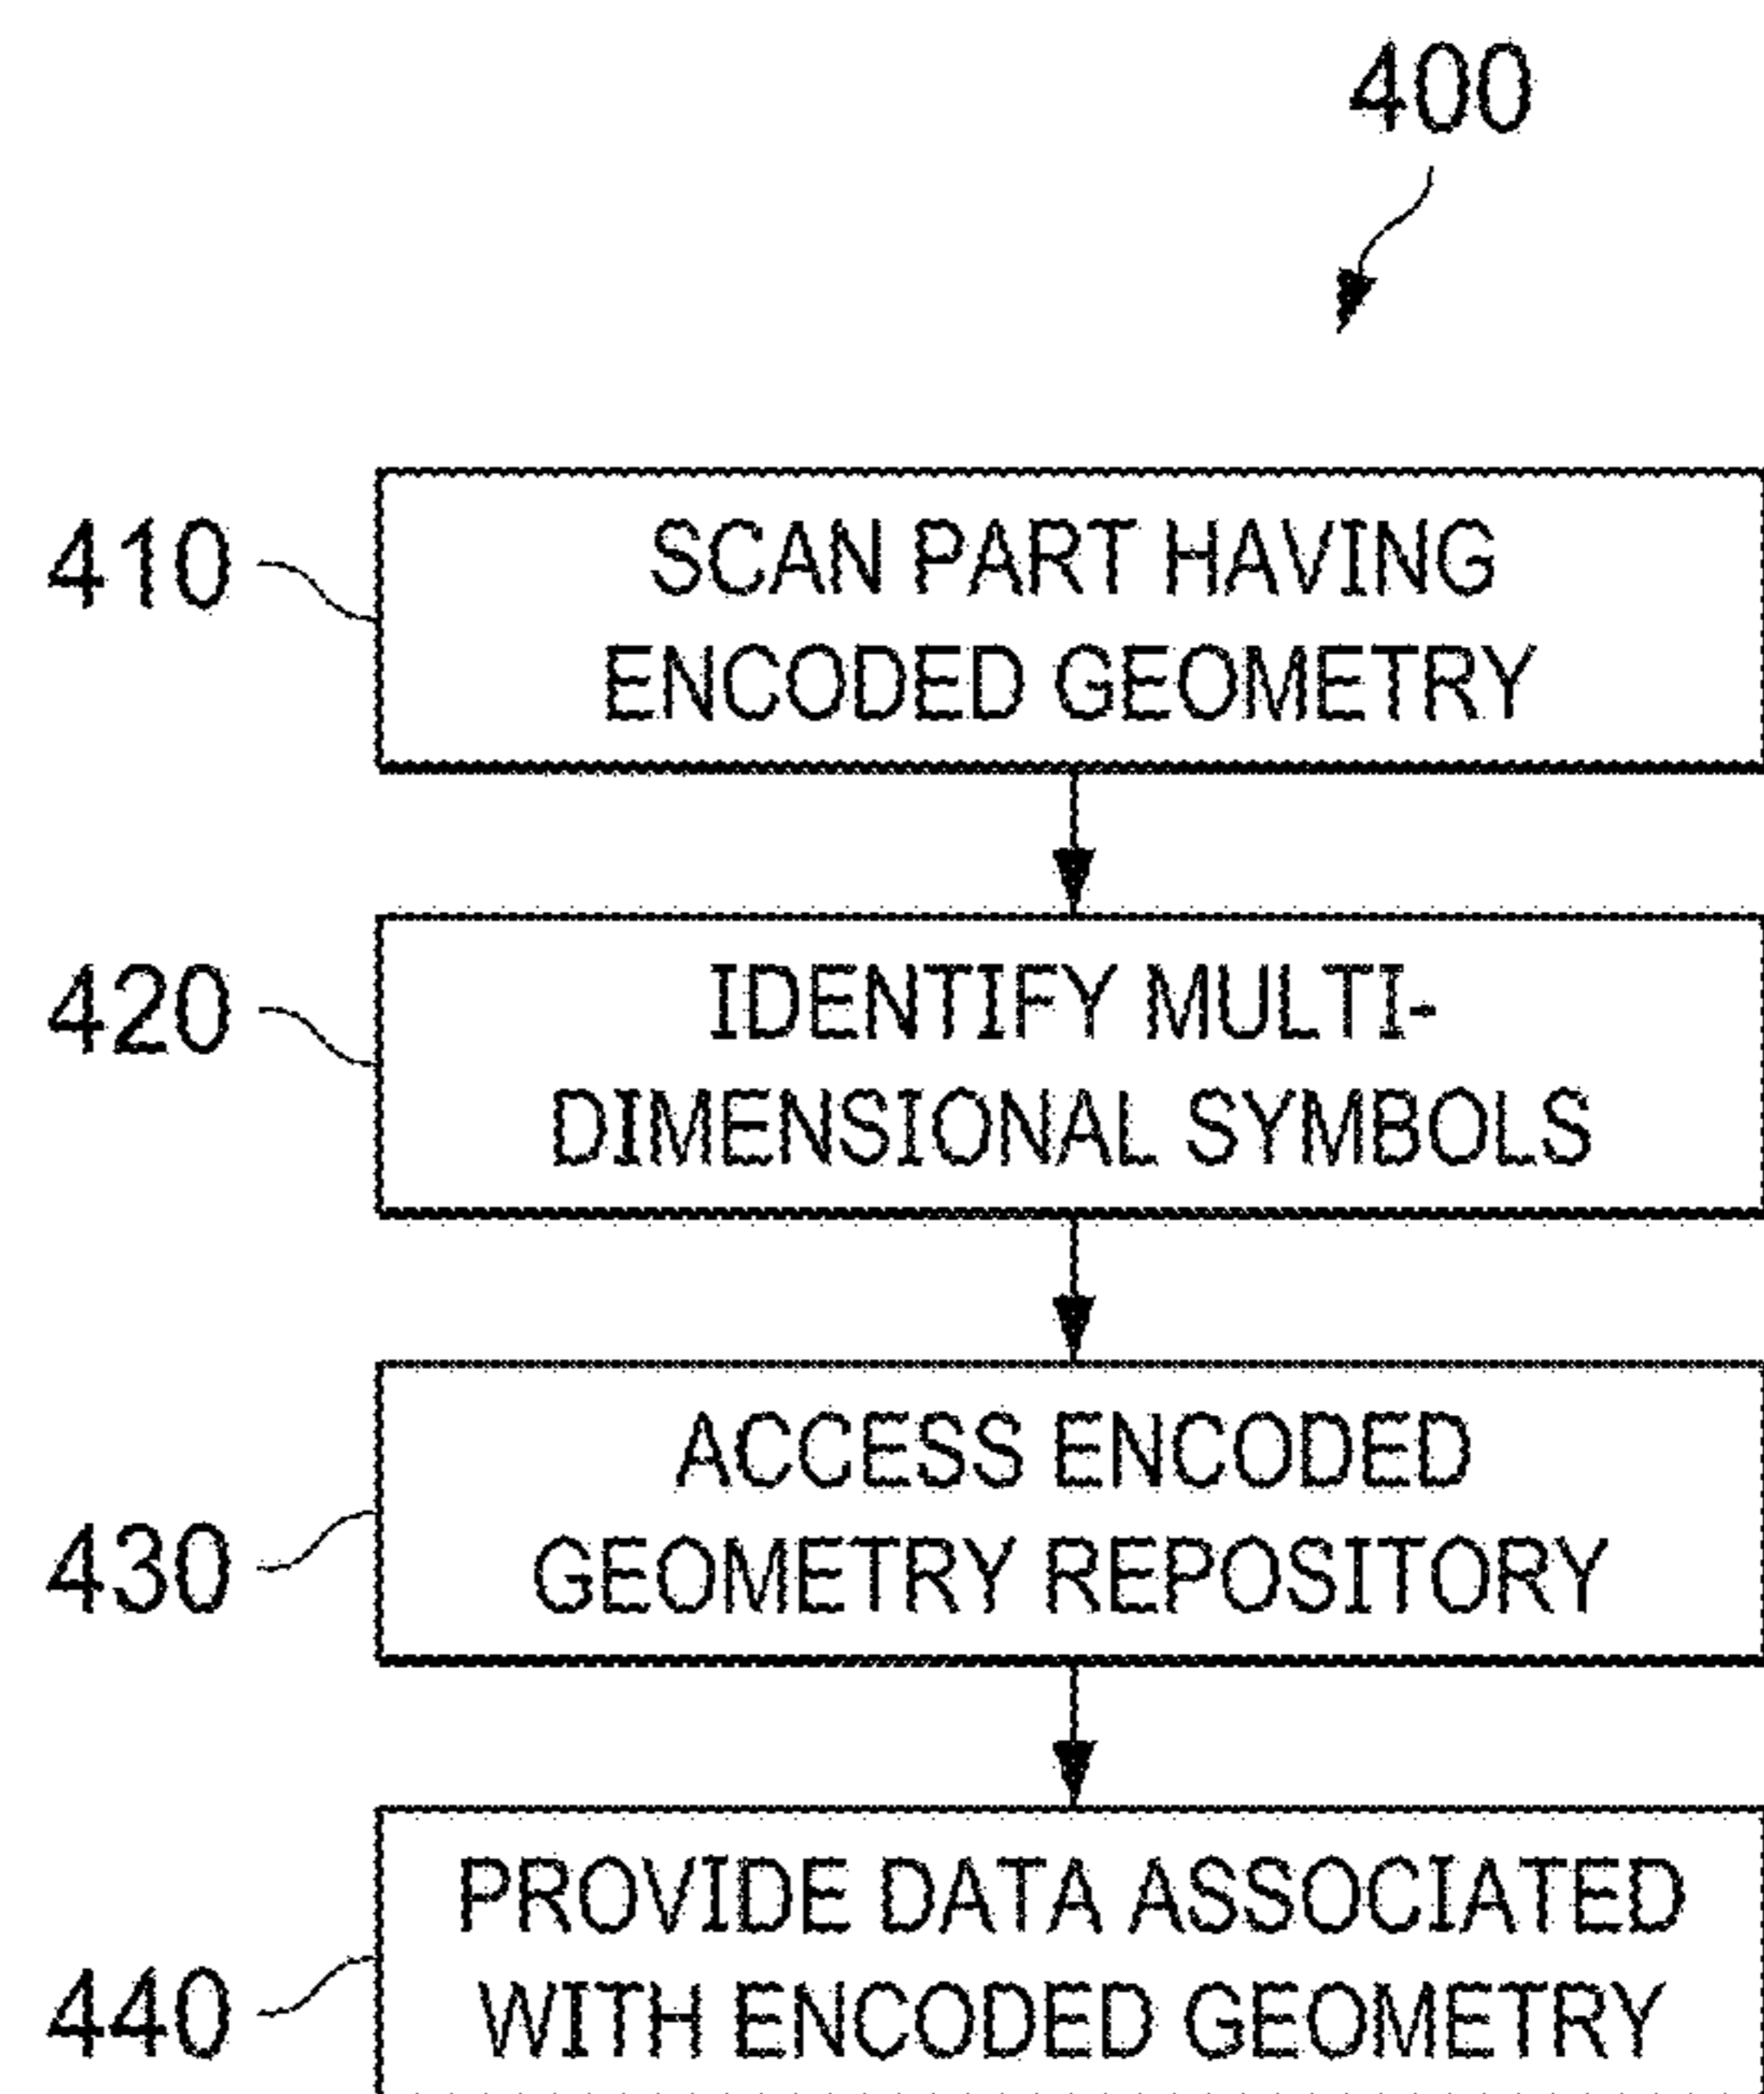 400
410
SCAN PART HAVING
ENCODED GEOMETRY
420
IDENTIFY MULTI-
DIMENSIONAL SYMBOLS
430
ACCESS ENCODED
GEOMETRY REPOSITORY
440
PROVIDE DATA ASSOCIATED
WITH ENCODED GEOMETRY